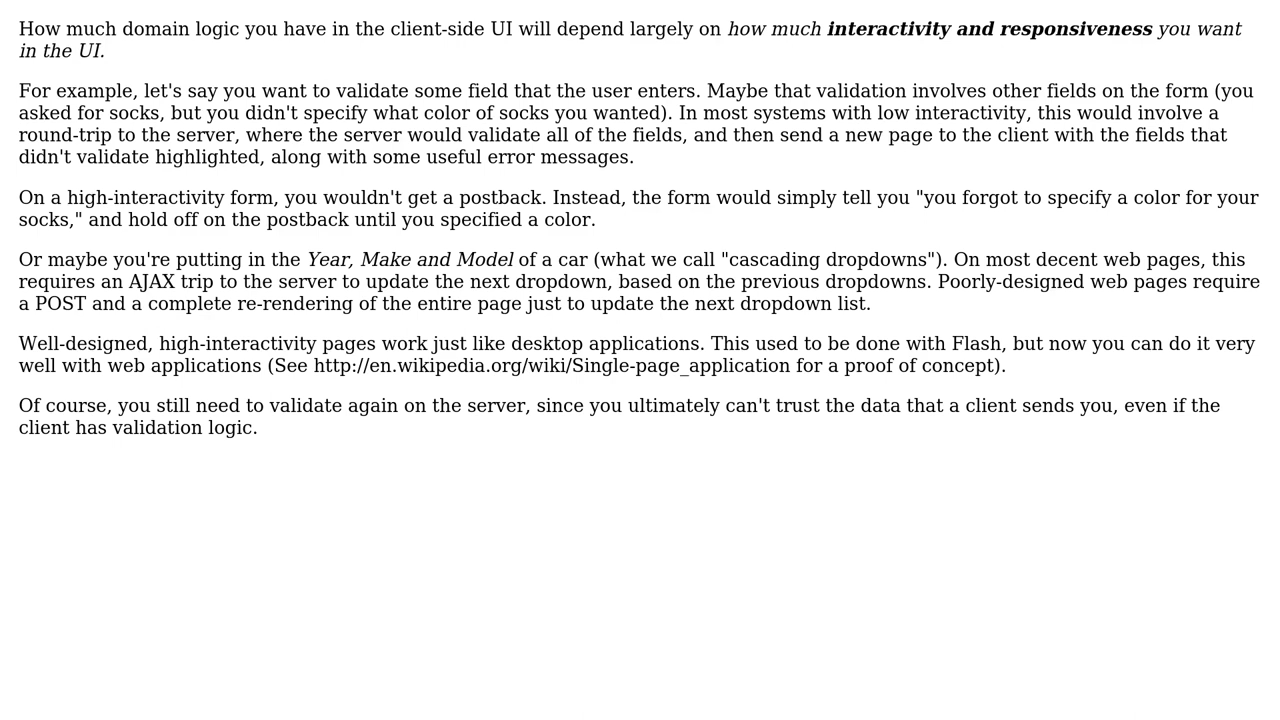 How much domain logic you have in the client-side UI will depend largely on how much interactivity and responsiveness you want
in the UI.
For example, let's say you want to validate some field that the user enters. Maybe that validation involves other fields on the form (you
asked for socks, but you didn't specify what color of socks you wanted). In most systems with low interactivity, this would involve a
round-trip to the server, where the server would validate all of the fields, and then send a new page to the client with the fields that
didn't validate highlighted, along with some useful error messages.
On a high-interactivity form, you wouldn't get a postback. Instead, the form would simply tell you "you forgot to specify a color for your
socks," and hold off on the postback until you specified a color.
Or maybe you're putting in the Year, Make and Model of a car (what we call "cascading dropdowns"). On most decent web pages, this
requires an AJAX trip to the server to update the next dropdown, based on the previous dropdowns. Poorly-designed web pages require
a POST and a complete re-rendering of the entire page just to update the next dropdown list.
Well-designed, high-interactivity pages work just like desktop applications. This used to be done with Flash, but now you can do it very
well with web applications (See http://en.wikipedia.org/wiki/Single-page_application for a proof of concept).
Of course, you still need to validate again on the server, since you ultimately can't trust the data that a client sends you, even if the
client has validation logic.